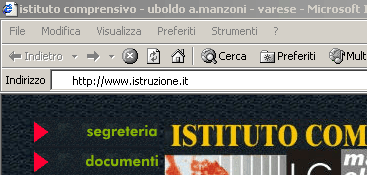 istituto comprensivo - uboldo a.manzoni - varese - Microsoft I
File Modifica Visualizza Preferiti Strumenti ?
Indietro Cerca Preferiti Mult
Indirizzo http://www.istruzione.it
segreteria ISTITUTO COM
documenti